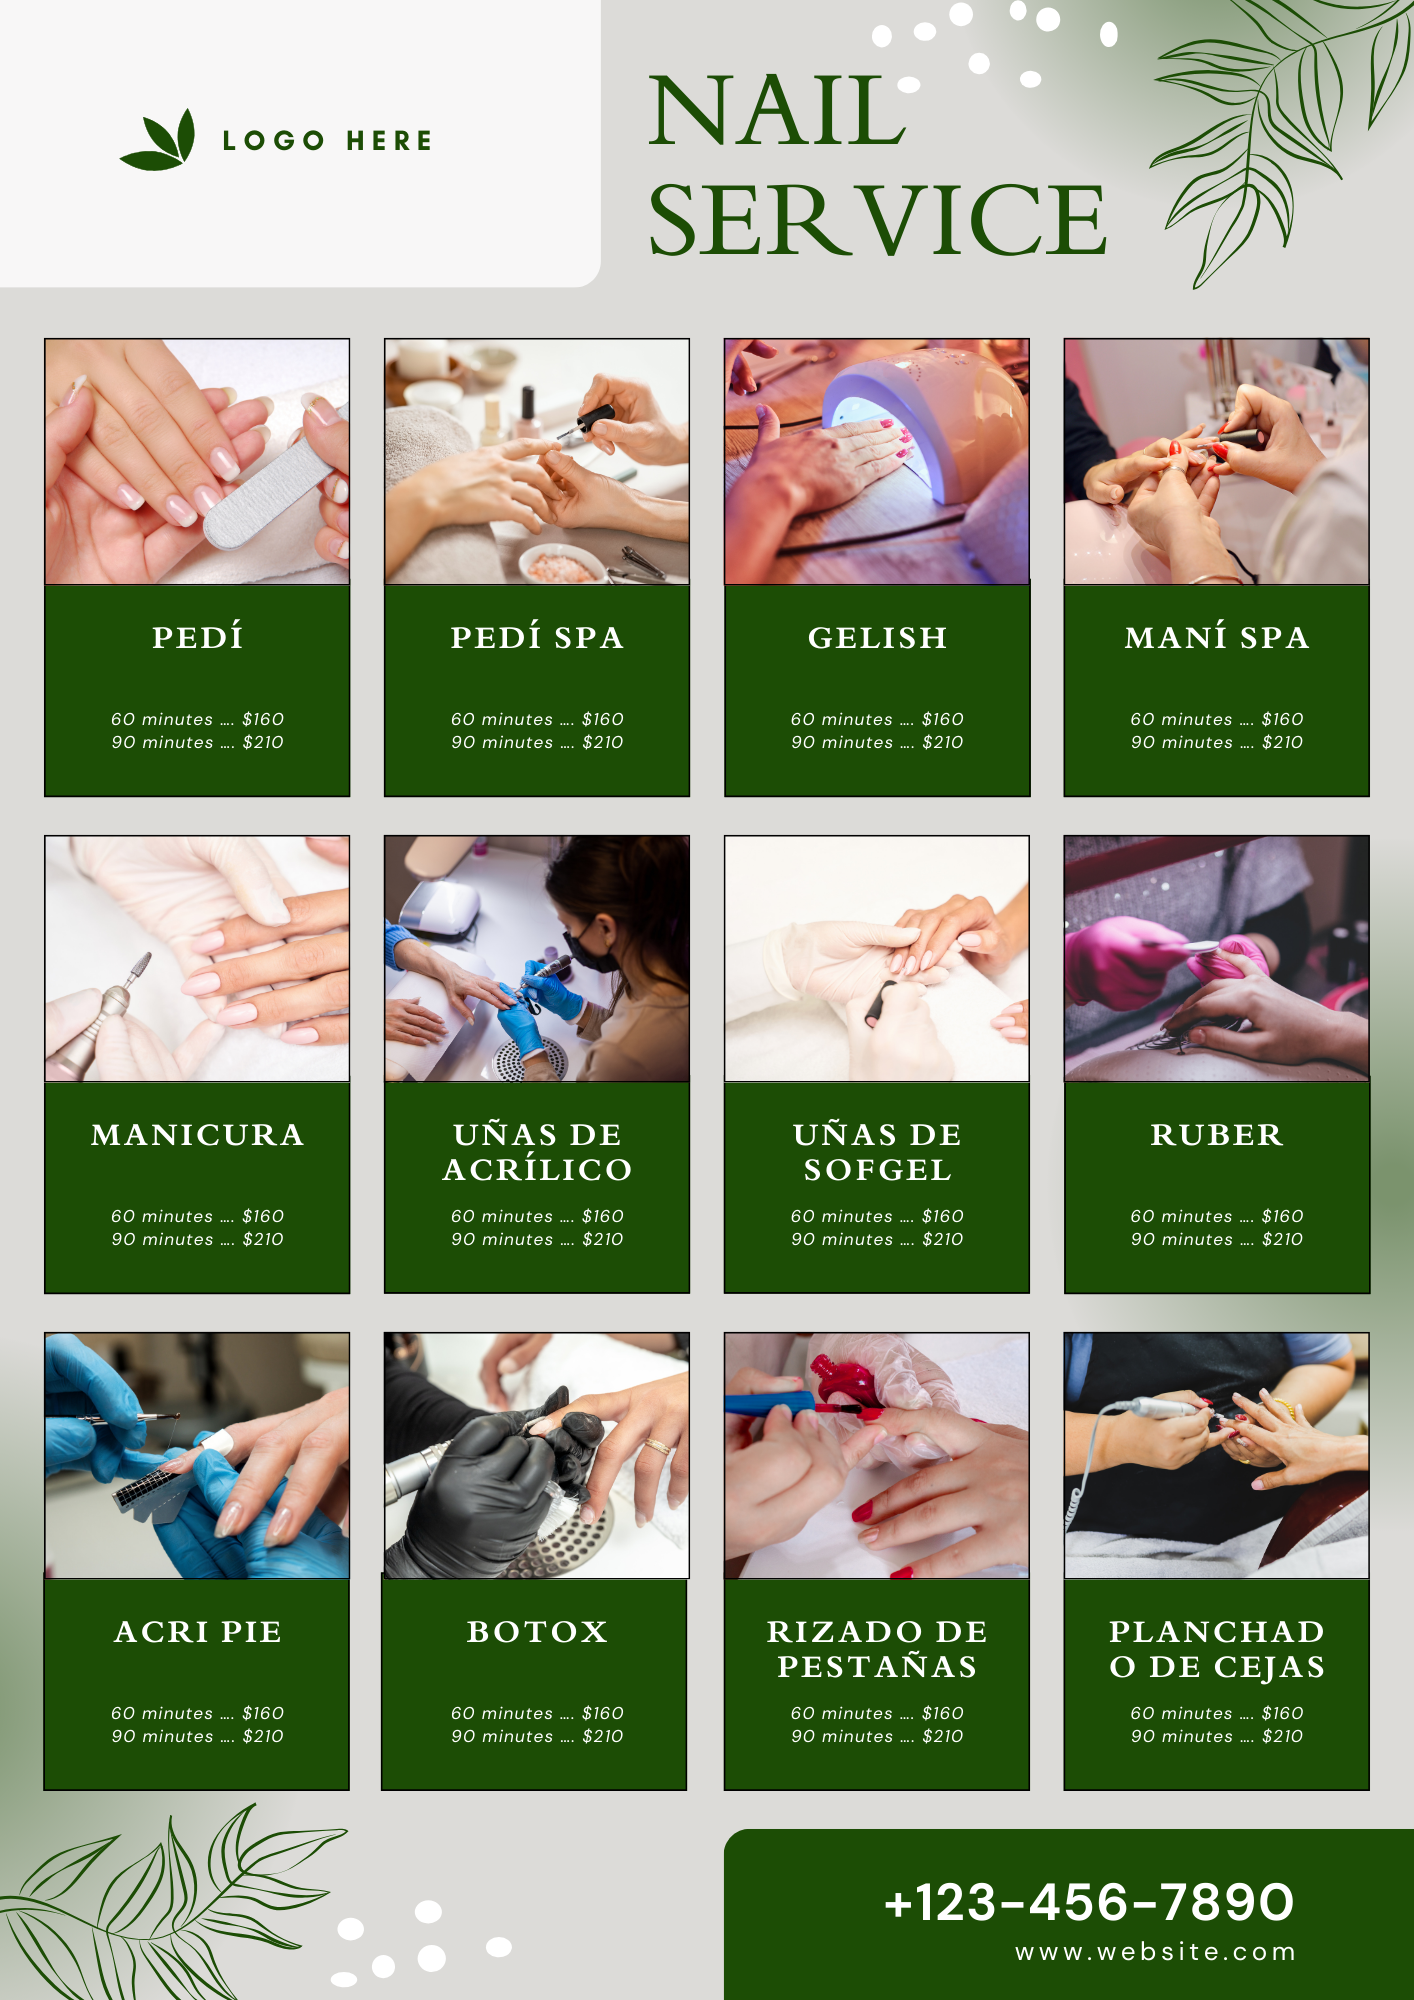 LOGO HERE
NAIL
SERVICE
PEDÍ
60 minutes .... $160
90 minutes .... $210
PEDÍ SPA
60 minutes .... $160
90 minutes .... $210
GELISH
60 minutes .... $160
90 minutes .... $210
MANÍ SPA
60 minutes .... $160
90 minutes .... $210
MANICURA
60 minutes .... $160
90 minutes .... $210
UÑAS DE
ACRÍLICO
60 minutes .... $160
90 minutes .... $210
UÑAS DE
SOFGEL
60 minutes .... $160
90 minutes .... $210
RUBER
60 minutes .... $160
90 minutes .... $210
ACRI PIE
60 minutes .... $160
90 minutes .... $210
BOTOX
60 minutes .... $160
90 minutes .... $210
RIZADO DE
PESTAÑAS
60 minutes .... $160
90 minutes .... $210
PLANCHAD
O DE CEJAS
60 minutes .... $160
90 minutes .... $210
+123-456-7890
www.website.com